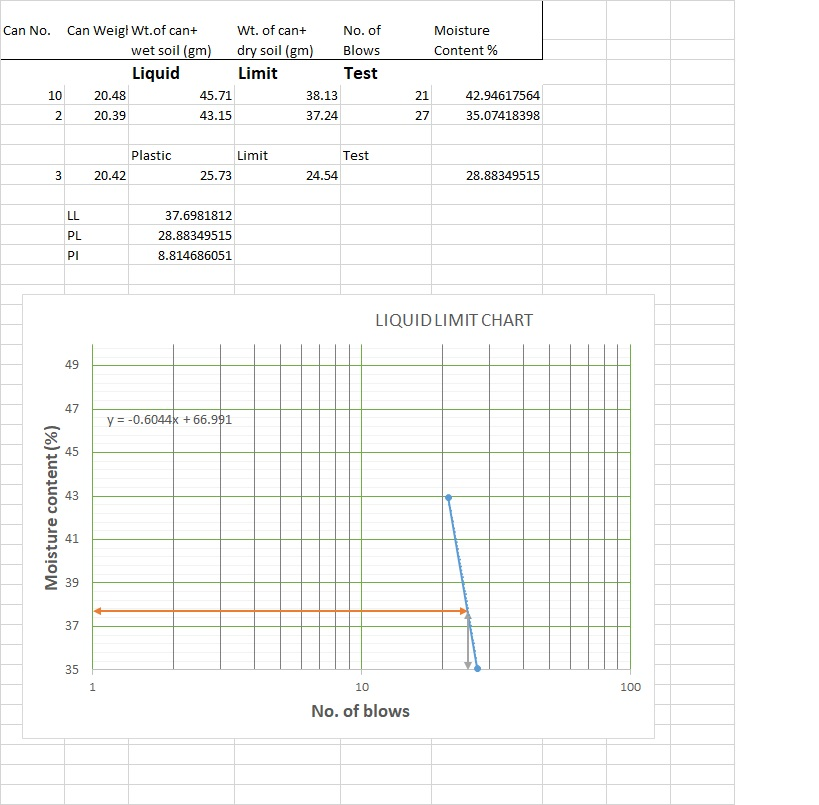 Can No. Can Weigl Wt.of can+ wet soil (gm) Wt. of can+ dry soil (gm) No. of Blows Moisture Content %
Liquid Limit Test
10 20.48 45.71 38.13 21 42.94617564
2 20.39 43.15 37.24 27 35.07418398
Plastic Limit Test
3 20.42 25.73 24.54 28.88349515
LL 37.6981812
PL 28.88349515
PI 8.814686051
LIQUID LIMIT CHART
49
47
y = -0.6044x + 66.991
45
43
41
39
37
35
Moisture content (%)
1 10 100
No. of blows